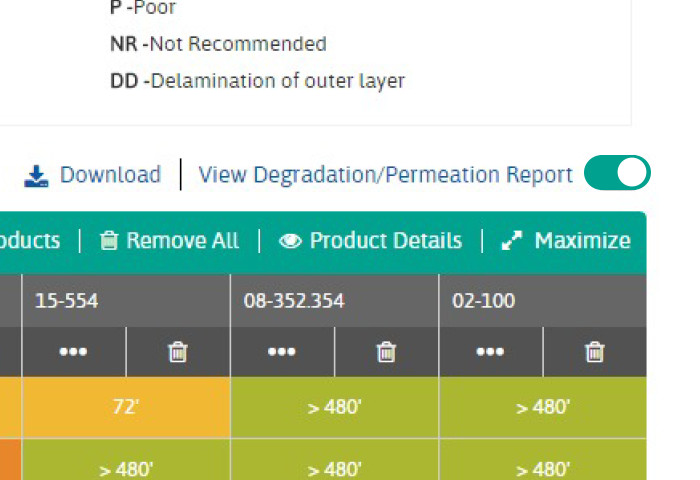 P -Poor
NR -Not Recommended
DD -Delamination of outer layer
Download | View Degradation/Permeation Report
oducts | Remove All | Product Details | Maximize
15-554 08-352.354 02-100
72' > 480' > 480'
> 480' > 480' > 480'